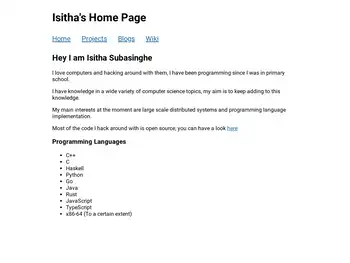 Isitha's Home Page
Home Projects Blogs Wiki
Hey I am Isitha Subasinghe
I love computers and hacking around with them, I have been programming since I was in primary
school.
I have knowledge in a wide variety of computer science topics, my aim is to keep adding to this
knowledge.
My main interests at the moment are large scale distributed systems and programming language
implementation.
Most of the code I hack around with is open source, you can have a look here
Programming Languages
C++
C
Haskell
Python
Go
Java
Rust
JavaScript
TypeScript
x86-64 (To a certain extent)